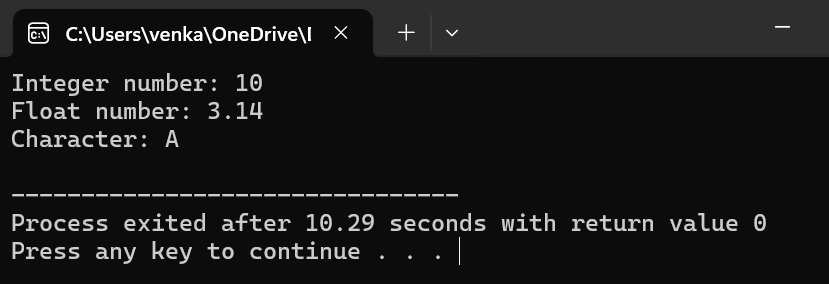 C:\Users\venka\OneDrive\I
Integer number: 10
Float number: 3.14
Character: A
--------------------------------
Process exited after 10.29 seconds with return value 0
Press any key to continue . . .